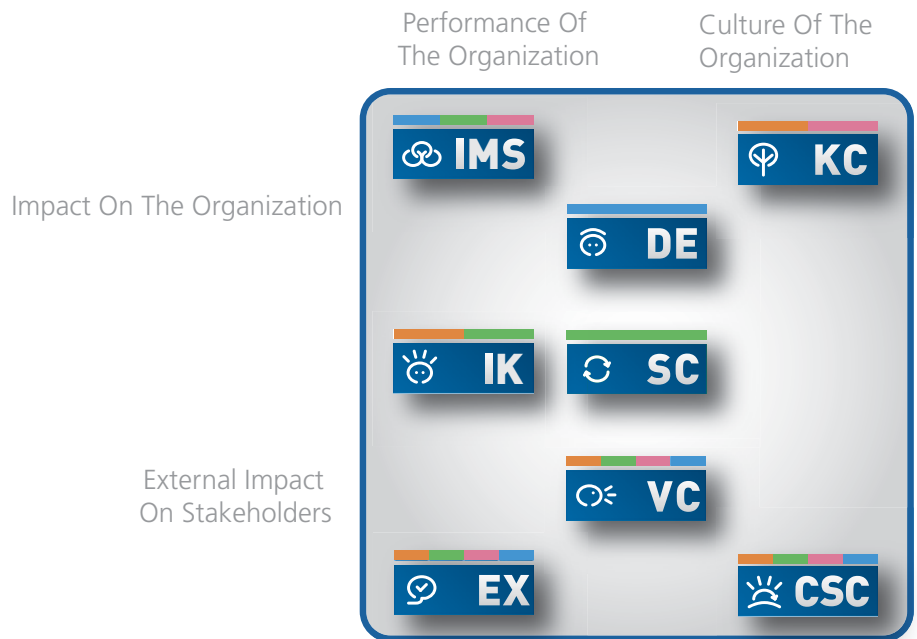 Performance Of
The Organization
Culture Of The
Organization
IMS
KC
Impact On The Organization
DE
IK
SC
External Impact
On Stakeholders
VC
EX
CSC